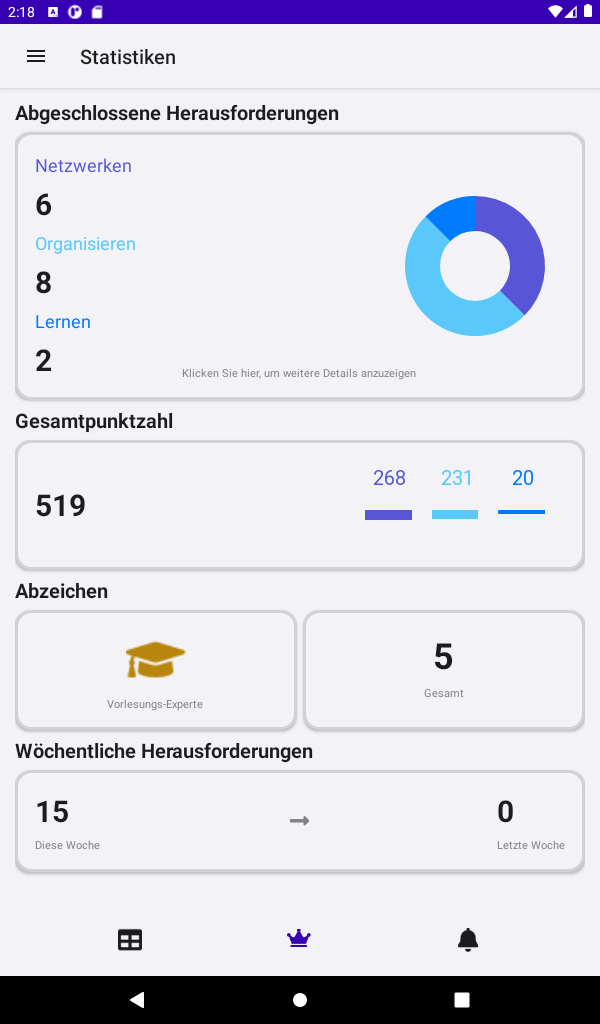 2:18
Statistiken
Abgeschlossene Herausforderungen
Netzwerken
6
Organisieren
8
Lernen
2
Klicken Sie hier, um weitere Details anzuzeigen
Gesamtpunktzahl
519
268 231 20
Abzeichen
Vorlesungs-Experte
5
Gesamt
Wöchentliche Herausforderungen
15
Diese Woche
0
Letzte Woche